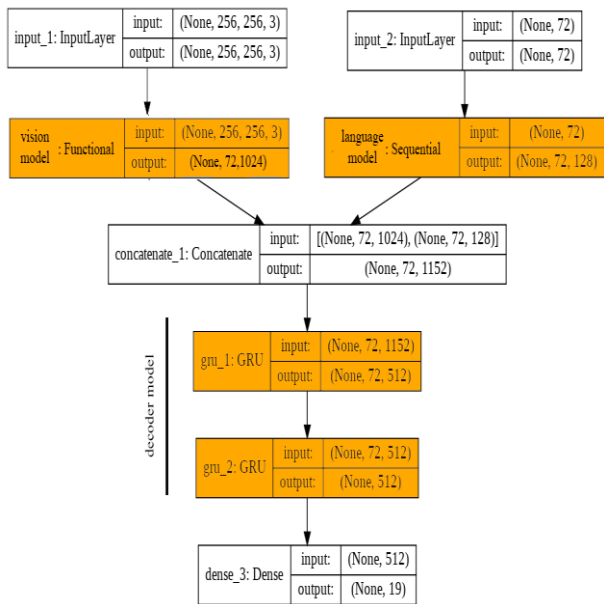 input_1: InputLayer
input: (None, 256, 256, 3)
output: (None, 256, 256, 3)
input_2: InputLayer
input: (None, 72)
output: (None, 72)
vision
model : Functional
input: (None, 256, 256, 3)
output: (None, 72,1024)
language
model : Sequential
input: (None, 72)
output: (None, 72, 128)
concatenate_1: Concatenate
input: [(None, 72, 1024), (None, 72, 128)]
output: (None, 72, 1152)
decoder model
gru_1: GRU
input: (None, 72, 1152)
output: (None, 72, 512)
gru_2: GRU
input: (None, 72, 512)
output: (None, 512)
dense_3: Dense
input: (None, 512)
output: (None, 19)